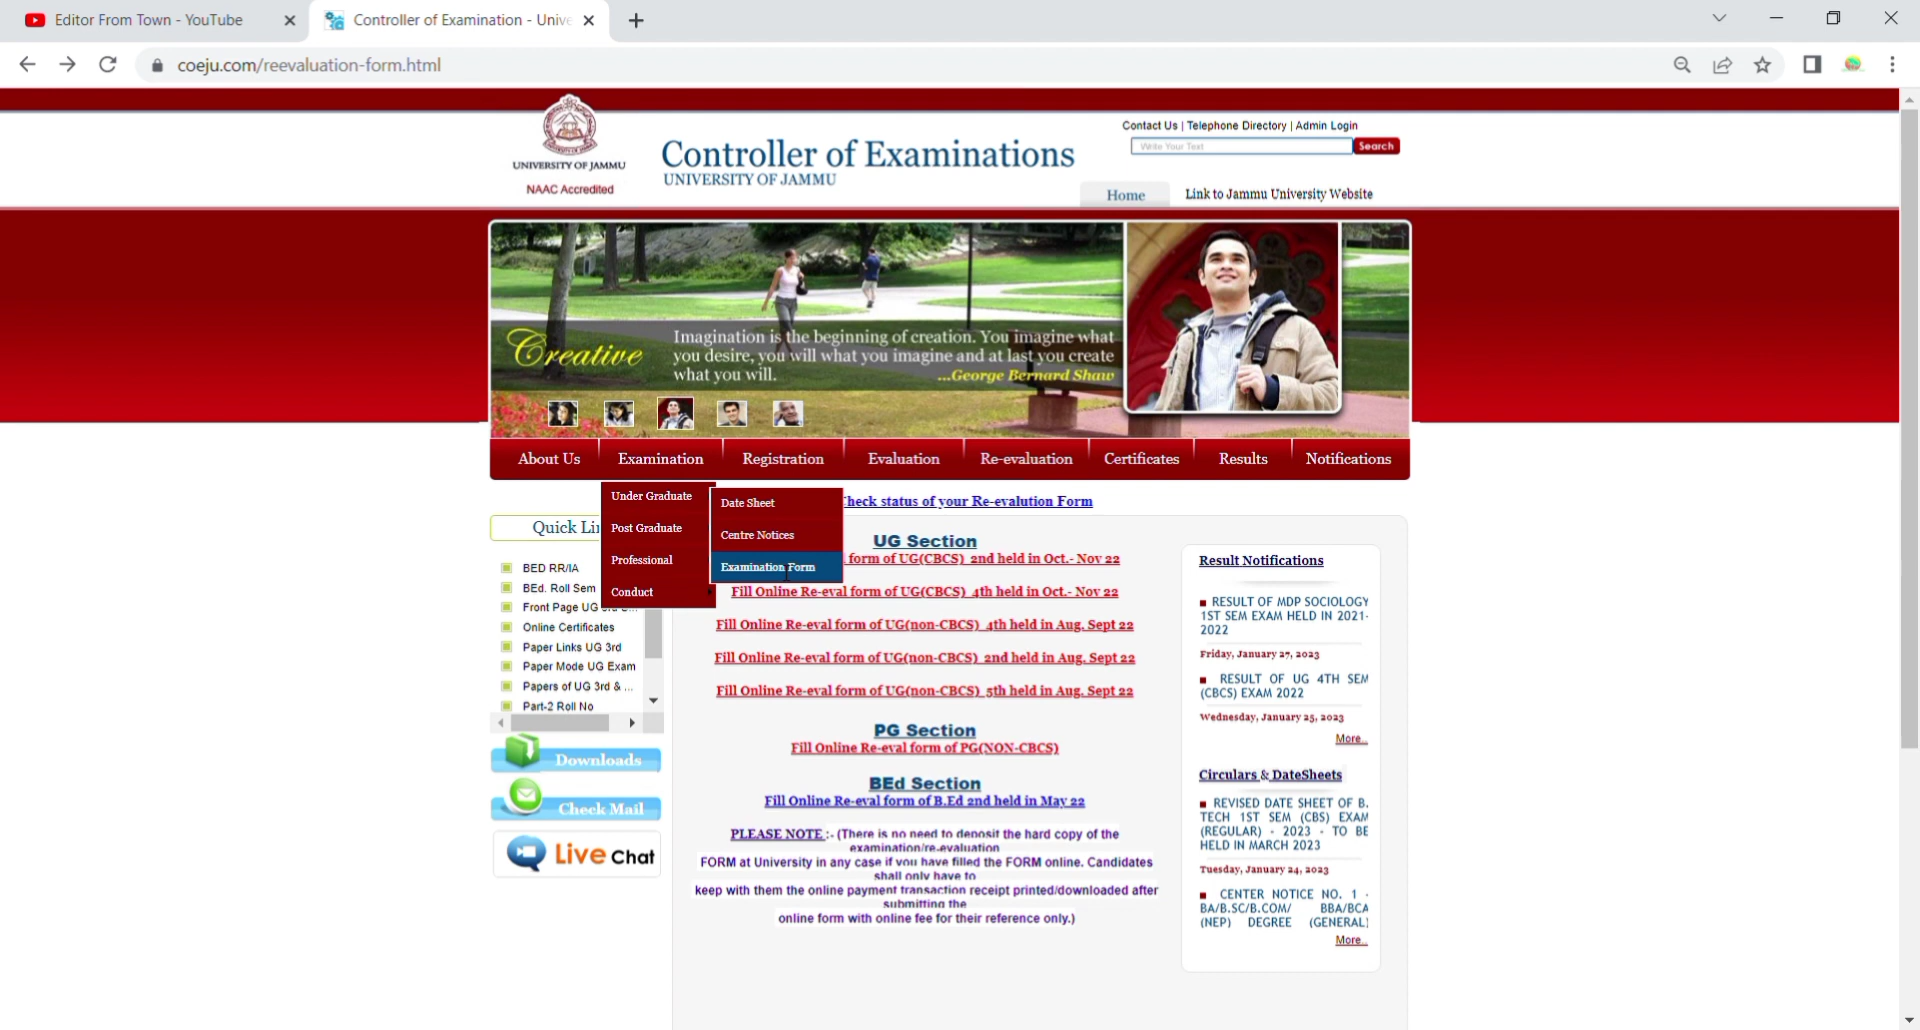 Editor From Town - YouTube
Controller of Examination - Unive
coeju.com/reevaluation-form.html
UNIVERSITY OF JAMMU
NAAC Accredited
Controller of Examinations
UNIVERSITY OF JAMMU
Contact Us | Telephone Directory | Admin Login
Write Your Text
Search
Home
Link to Jammu University Website
Creative
Imagination is the beginning of creation. You imagine what
you desire, you will what you imagine and at last you create
what you will.
...George Bernard Shaw
About Us
Examination
Registration
Evaluation
Re-evaluation
Certificates
Results
Notifications
Under Graduate
Post Graduate
Professional
Conduct
Date Sheet
Centre Notices
Examination Form
heck status of your Re-evalution Form
Quick Li
BED RR/IA
BEd. Roll Sem
Front Page UG
Online Certificates
Paper Links UG 3rd
Paper Mode UG Exam
Papers of UG 3rd & ...
Part-2 Roll No
Downloads
Check Mail
Live Chat
UG Section
form of UG(CBCS) 2nd held in Oct.- Nov 22
Fill Online Re-eval form of UG(CBCS) 4th held in Oct.- Nov 22
Fill Online Re-eval form of UG(non-CBCS) 4th held in Aug. Sept 22
Fill Online Re-eval form of UG(non-CBCS) 2nd held in Aug. Sept 22
Fill Online Re-eval form of UG(non-CBCS) 5th held in Aug. Sept 22
PG Section
Fill Online Re-eval form of PG(NON-CBCS)
BEd Section
Fill Online Re-eval form of B.Ed 2nd held in May 22
PLEASE NOTE :- (There is no need to deposit the hard copy of the
examination/re-evaluation
FORM at University in any case if you have filled the FORM online. Candidates
shall only have to
keep with them the online payment transaction receipt printed/downloaded after
submitting the
online form with online fee for their reference only.)
Result Notifications
RESULT OF MDP SOCIOLOGY
1ST SEM EXAM HELD IN 2021-
2022
Friday, January 27, 2023
RESULT OF UG 4TH SEM
(CBCS) EXAM 2022
Wednesday, January 25, 2023
More..
Circulars & DateSheets
REVISED DATE SHEET OF B.
TECH 1ST SEM (CBS) EXAM
(REGULAR) - 2023 - TO BE
HELD IN MARCH 2023
Tuesday, January 24, 2023
CENTER NOTICE NO. 1 -
BA/B.SC/B.COM/ BBA/BCA
(NEP) DEGREE (GENERAL)
More..